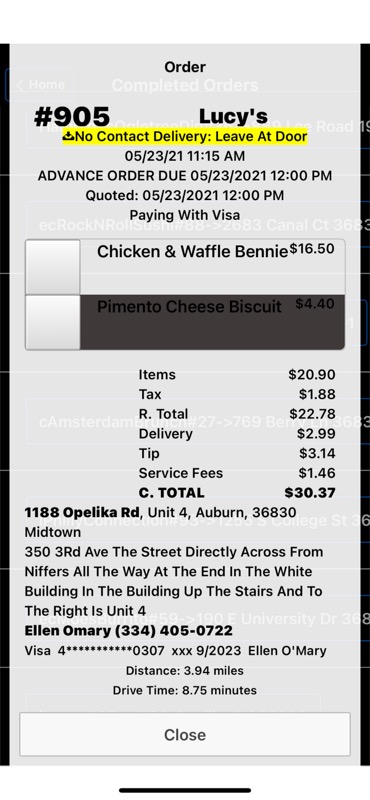 Order
Home
Completed Orders
#905 Lucy's
No Contact Delivery: Leave At Door
05/23/21 11:15 AM
ADVANCE ORDER DUE 05/23/2021 12:00 PM
Quoted: 05/23/2021 12:00 PM
Paying With Visa
ecRockNRollSushi#88->2683 Canal Ct 3683
Chicken & Waffle Bennie $16.50
Pimento Cheese Biscuit $4.40
Items $20.90
Tax $1.88
R. Total $22.78
Delivery $2.99
Tip $3.14
Service Fees $1.46
C. TOTAL $30.37
1188 Opelika Rd, Unit 4, Auburn, 36830
Midtown
350 3Rd Ave The Street Directly Across From
Niffers All The Way At The End In The White
Building In The Building Up The Stairs And To
The Right Is Unit 4
Ellen Omary (334) 405-0722
Visa 4***********0307 xxx 9/2023 Ellen O'Mary
Distance: 3.94 miles
Drive Time: 8.75 minutes
Close